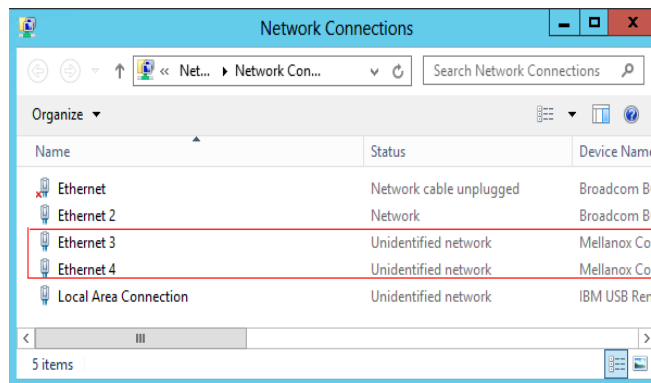 Network Connections
« Net... Network Con... Search Network Connections
Organize
Name Status Device Name
Ethernet Network cable unplugged Broadcom B
Ethernet 2 Network Broadcom B
Ethernet 3 Unidentified network Mellanox Co
Ethernet 4 Unidentified network Mellanox Co
Local Area Connection Unidentified network IBM USB Rer
5 items